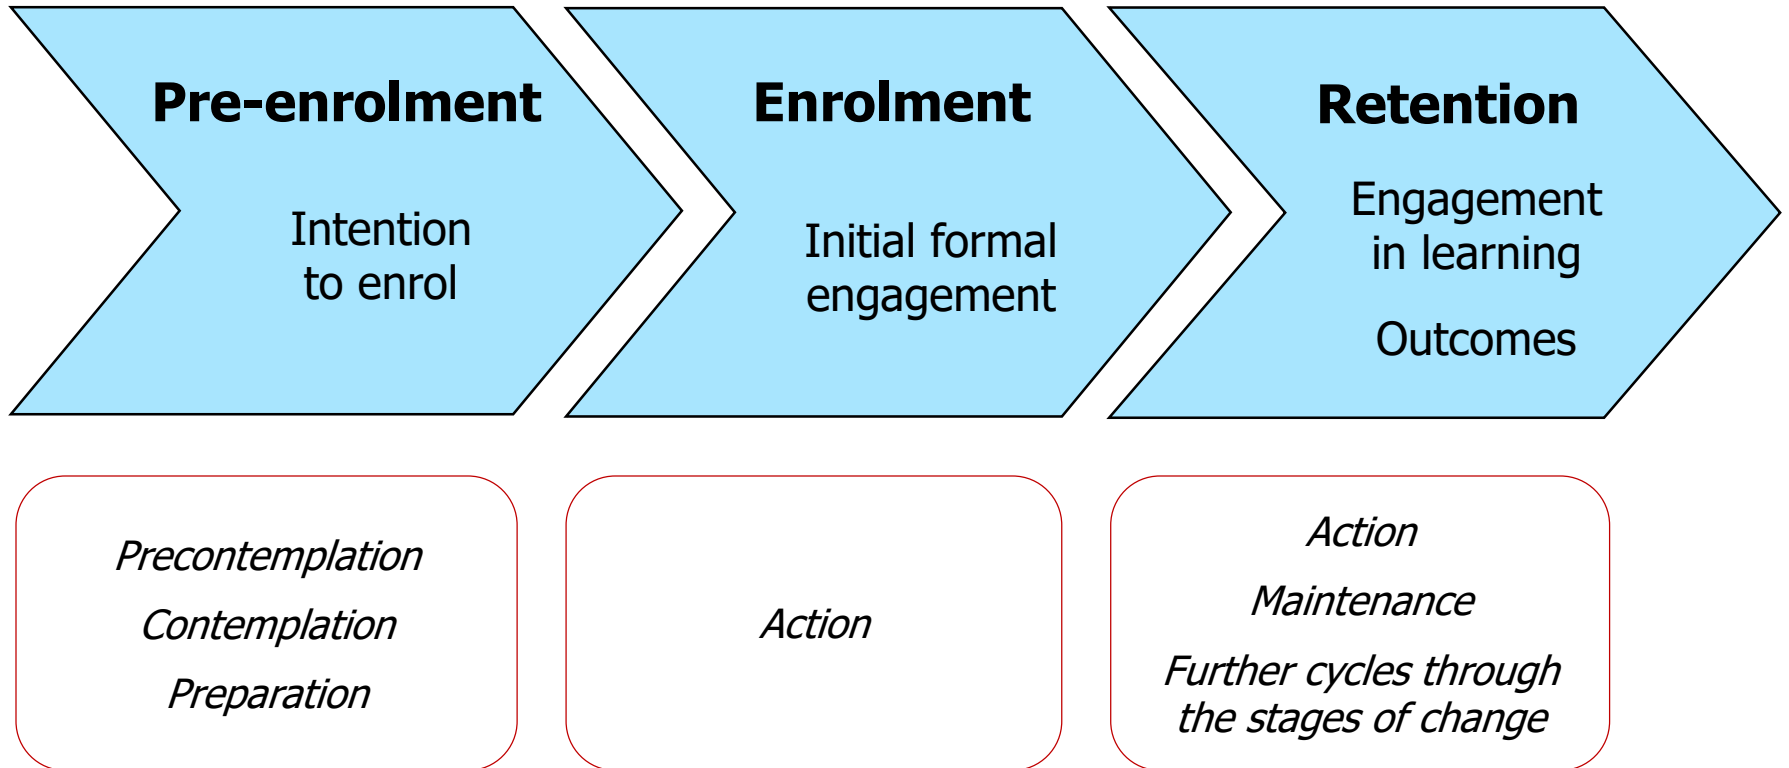 Pre-enrolment
Intention
to enrol
Enrolment
Initial formal
engagement
Retention
Engagement
in learning
Outcomes
Precontemplation
Contemplation
Preparation
Action
Action
Maintenance
Further cycles through
the stages of change